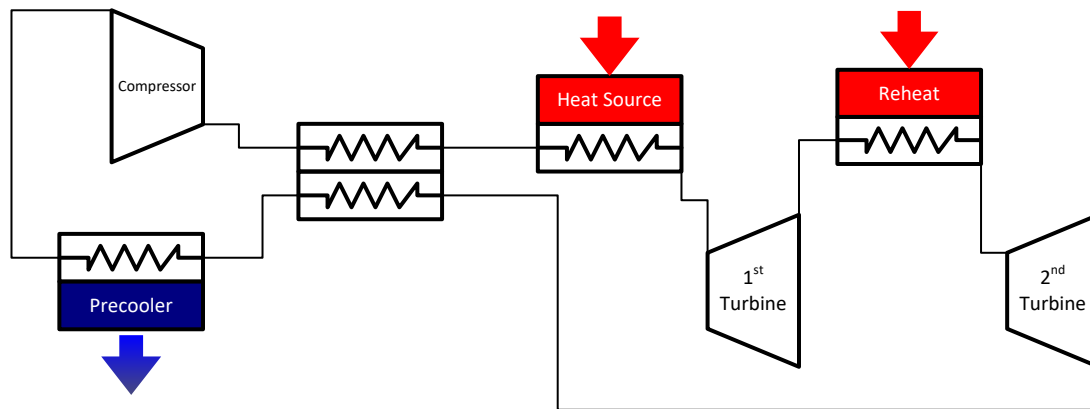 Compressor
Heat Source
Reheat
Precooler
1st
Turbine
2nd
Turbine